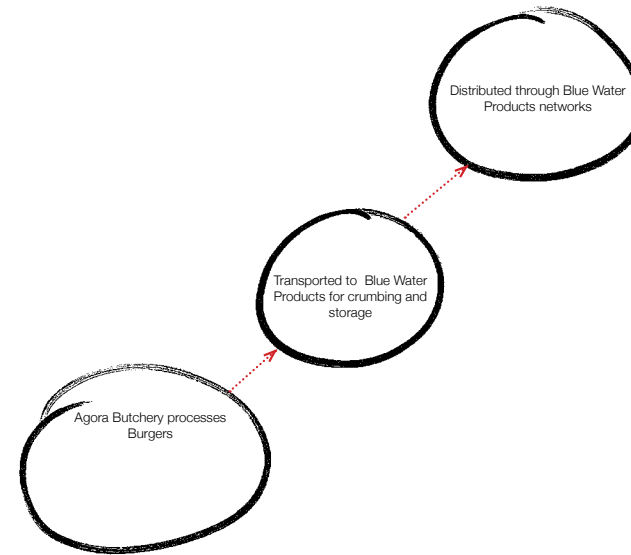 Distributed through Blue Water
Products networks
Transported to  Blue Water
Products for crumbing and
storage
Agora Butchery processes
Burgers